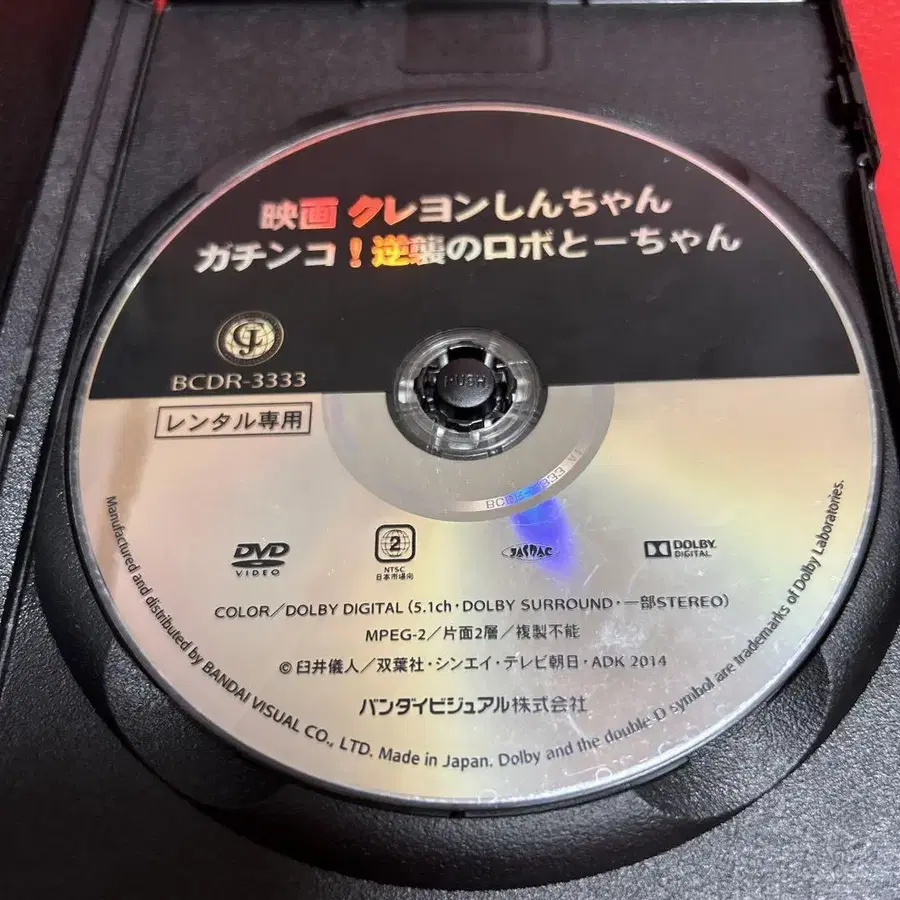 映画 クレヨンしんちゃん
ガチンコ!逆襲のロボとーちゃん
BCDR-3333
レンタル専用
PUSH
DVD
VIDEO
2
NTSC
日本市場向
JASRAC
DOLBY
DIGITAL
COLOR/DOLBY DIGITAL(5.1ch・DOLBY SURROUND・一部STEREO)
MPEG-2/片面2層/複製不能
©臼井儀人/双葉社・シンエイ・テレビ朝日・ADK 2014
バンダイビジュアル株式会社
Manufactured and distributed by BANDAI VISUAL CO., LTD. Made in Japan. Dolby and the double D symbol are trademarks of Dolby Laboratories.